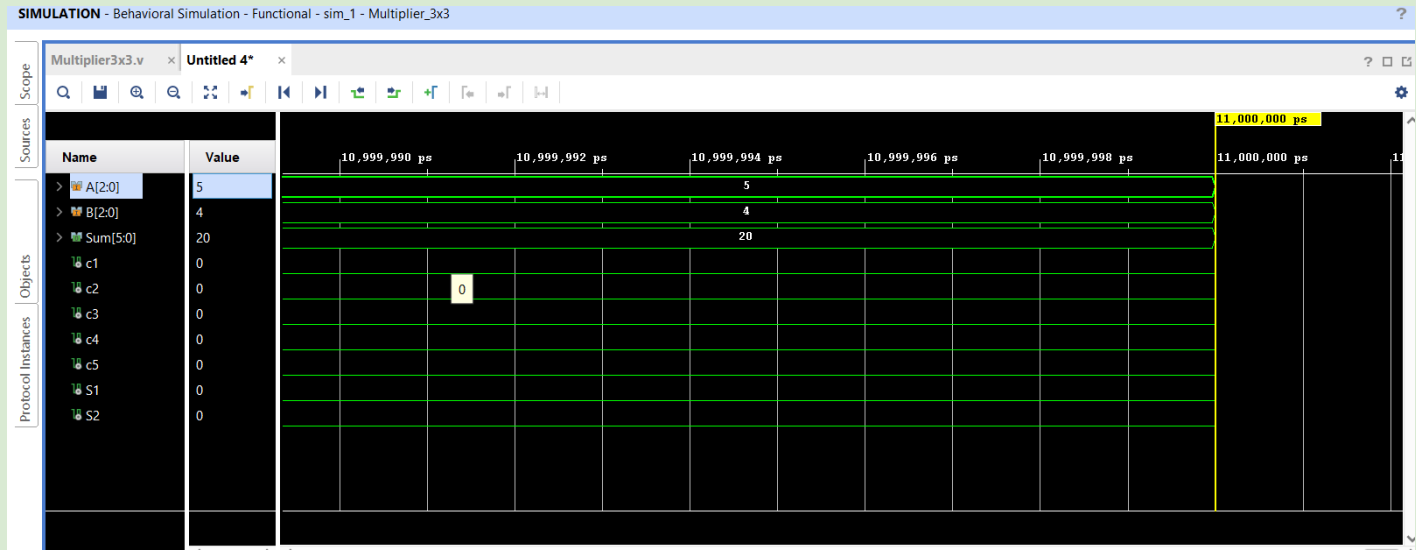 SIMULATION - Behavioral Simulation - Functional - sim_1 - Multiplier_3x3 ?
Scope
Sources
Objects
Protocol Instances
Multiplier3x3.v × Untitled 4* × ?
11,000,000 ps
Name Value 10,999,990 ps 10,999,992 ps 10,999,994 ps 10,999,996 ps 10,999,998 ps 11,000,000 ps 11
A[2:0] 5 5
B[2:0] 4 4
Sum[5:0] 20 20
c1 0
c2 0 0
c3 0
c4 0
c5 0
S1 0
S2 0